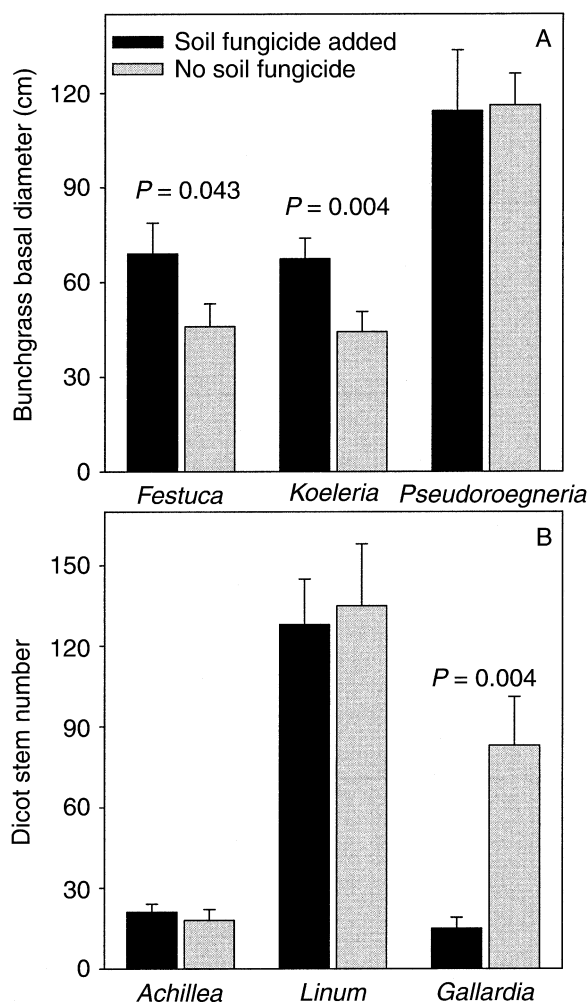 A
Soil fungicide added
No soil fungicide
Bunchgrass basal diameter (cm)
120
90
60
30
0
P = 0.043
P = 0.004
Festuca Koeleria Pseudoroegneria
B
Dicot stem number
150
120
90
60
30
0
P = 0.004
Achillea Linum Gallardia